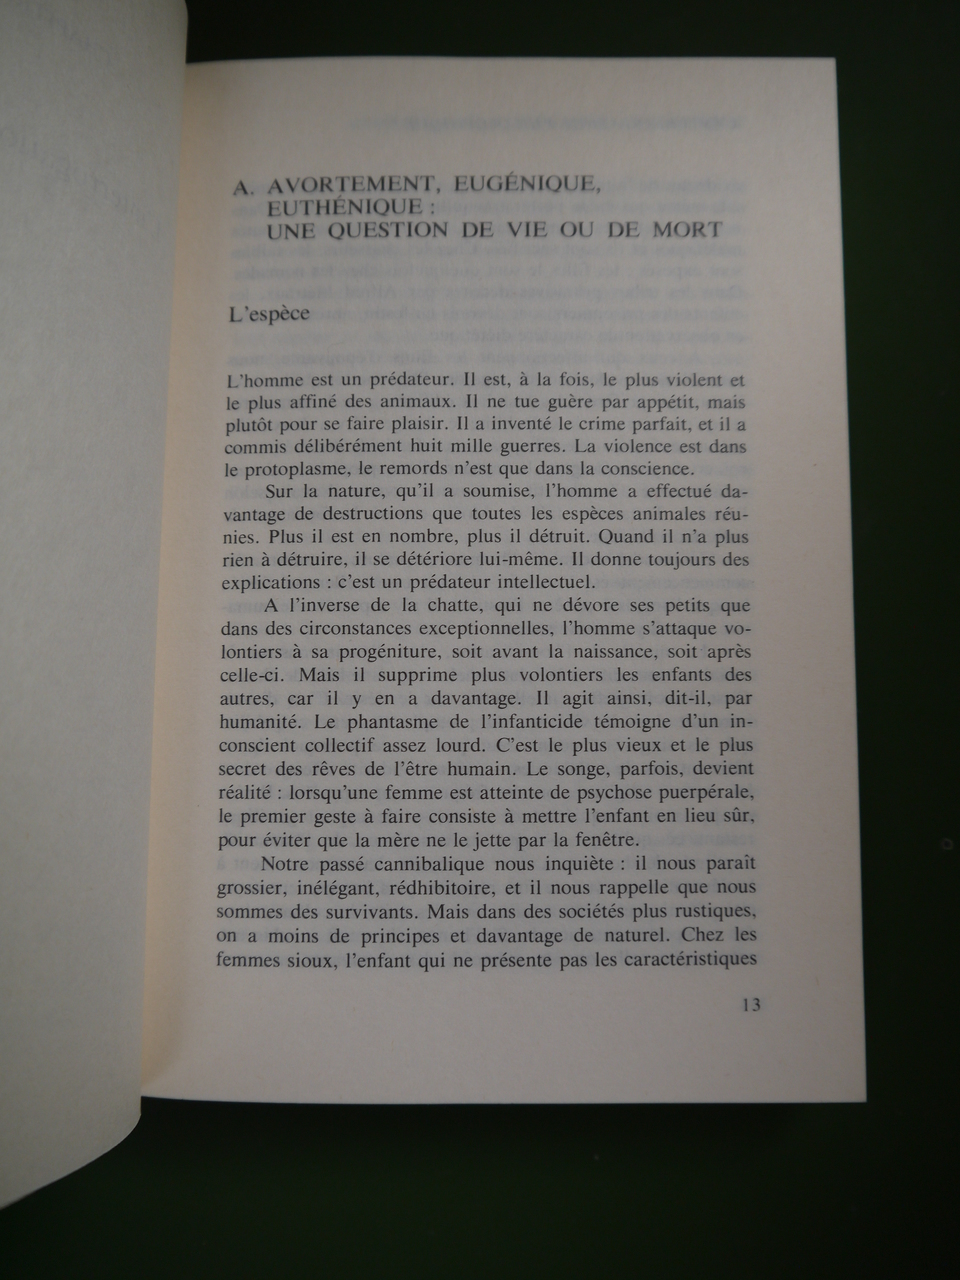 A. AVORTEMENT, EUGÉNIQUE,
EUTHÉNIQUE :
UNE QUESTION DE VIE OU DE MORT
L'espèce
L'homme est un prédateur. Il est, à la fois, le plus violent et
le plus affiné des animaux. Il ne tue guère par appétit, mais
plutôt pour se faire plaisir. Il a inventé le crime parfait, et il a
commis délibérément huit mille guerres. La violence est dans
le protoplasme, le remords n'est que dans la conscience.
Sur la nature, qu'il a soumise, l'homme a effectué da-
vantage de destructions que toutes les espèces animales réu-
nies. Plus il est en nombre, plus il détruit. Quand il n'a plus
rien à détruire, il se détériore lui-même. Il donne toujours des
explications : c'est un prédateur intellectuel.
A l'inverse de la chatte, qui ne dévore ses petits que
dans des circonstances exceptionnelles, l'homme s'attaque vo-
lontiers à sa progéniture, soit avant la naissance, soit après
celle-ci. Mais il supprime plus volontiers les enfants des
autres, car il y en a davantage. Il agit ainsi, dit-il, par
humanité. Le phantasme de l'infanticide témoigne d'un in-
conscient collectif assez lourd. C'est le plus vieux et le plus
secret des rêves de l'être humain. Le songe, parfois, devient
réalité : lorsqu'une femme est atteinte de psychose puerpérale,
le premier geste à faire consiste à mettre l'enfant en lieu sûr,
pour éviter que la mère ne le jette par la fenêtre.
Notre passé cannibalique nous inquiète : il nous paraît
grossier, inélégant, rédhibitoire, et il nous rappelle que nous
sommes des survivants. Mais dans des sociétés plus rustiques,
on a moins de principes et davantage de naturel. Chez les
femmes sioux, l'enfant qui ne présente pas les caractéristiques
13